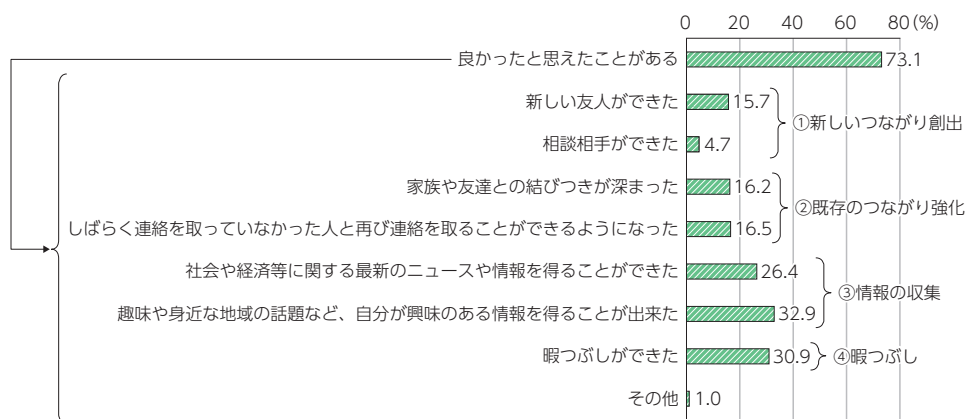 0 20 40 60 80 (%)
良かったと思えたことがある 73.1
新しい友人ができた 15.7
①新しいつながり創出
相談相手ができた 4.7
家族や友達との結びつきが深まった 16.2
②既存のつながり強化
しばらく連絡を取っていなかった人と再び連絡を取ることができるようになった 16.5
社会や経済等に関する最新のニュースや情報を得ることができた 26.4
③情報の収集
趣味や身近な地域の話題など、自分が興味のある情報を得ることが出来た 32.9
暇つぶしができた 30.9 ④暇つぶし
その他 1.0